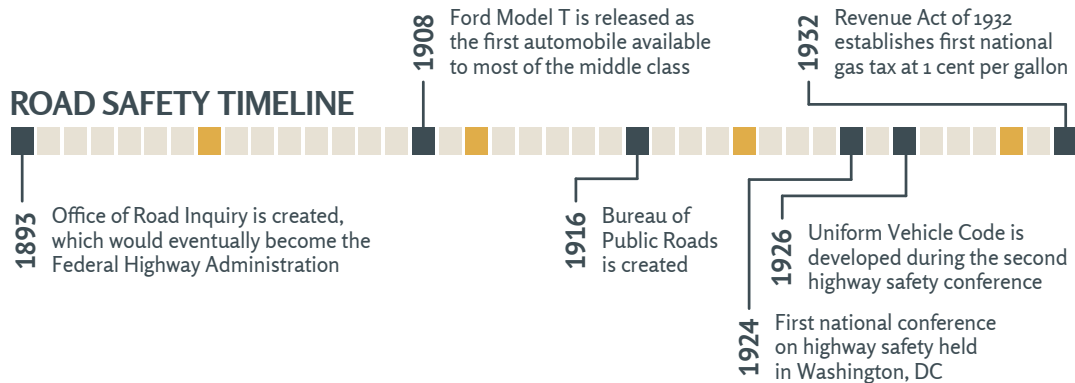 ROAD SAFETY TIMELINE
1893
Office of Road Inquiry is created,
which would eventually become the
Federal Highway Administration
1908
Ford Model T is released as
the first automobile available
to most of the middle class
1916
Bureau of
Public Roads
is created
1924
First national conference
on highway safety held
in Washington, DC
1926
Uniform Vehicle Code is
developed during the second
highway safety conference
1932
Revenue Act of 1932
establishes first national
gas tax at 1 cent per gallon